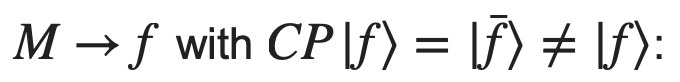 M → f with CP|f⟩ = |f̄⟩ ≠ |f⟩: